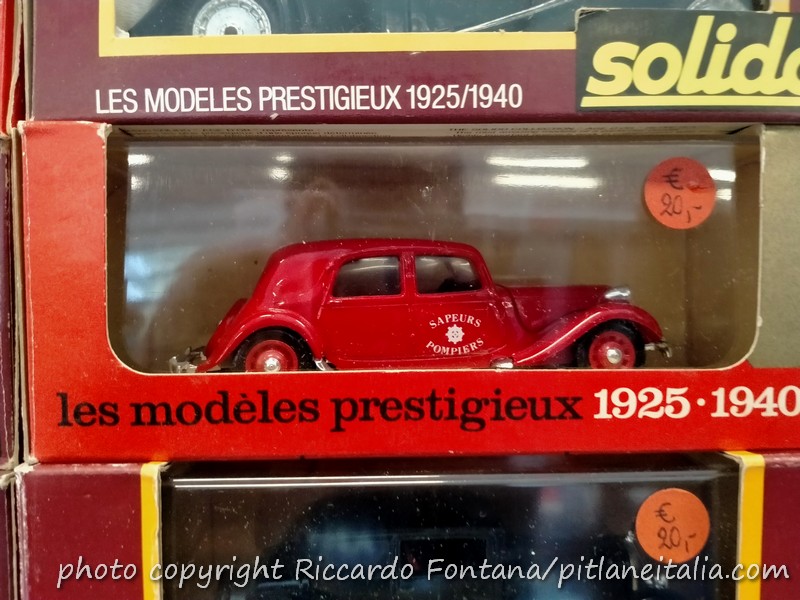 solido
LES MODELES PRESTIGIEUX 1925/1940
€
20,-
SAPEURS
POMPIERS
les modèles prestigieux 1925·1940
€
20,-
photo copyright Riccardo Fontana/pitlaneitalia.com